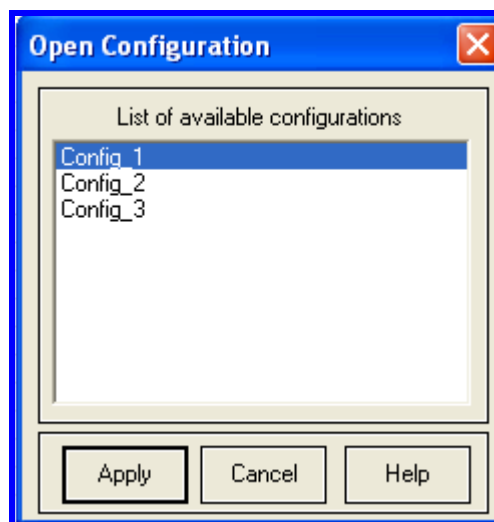 Open Configuration
List of available configurations
Config_1
Config_2
Config_3
Apply Cancel Help